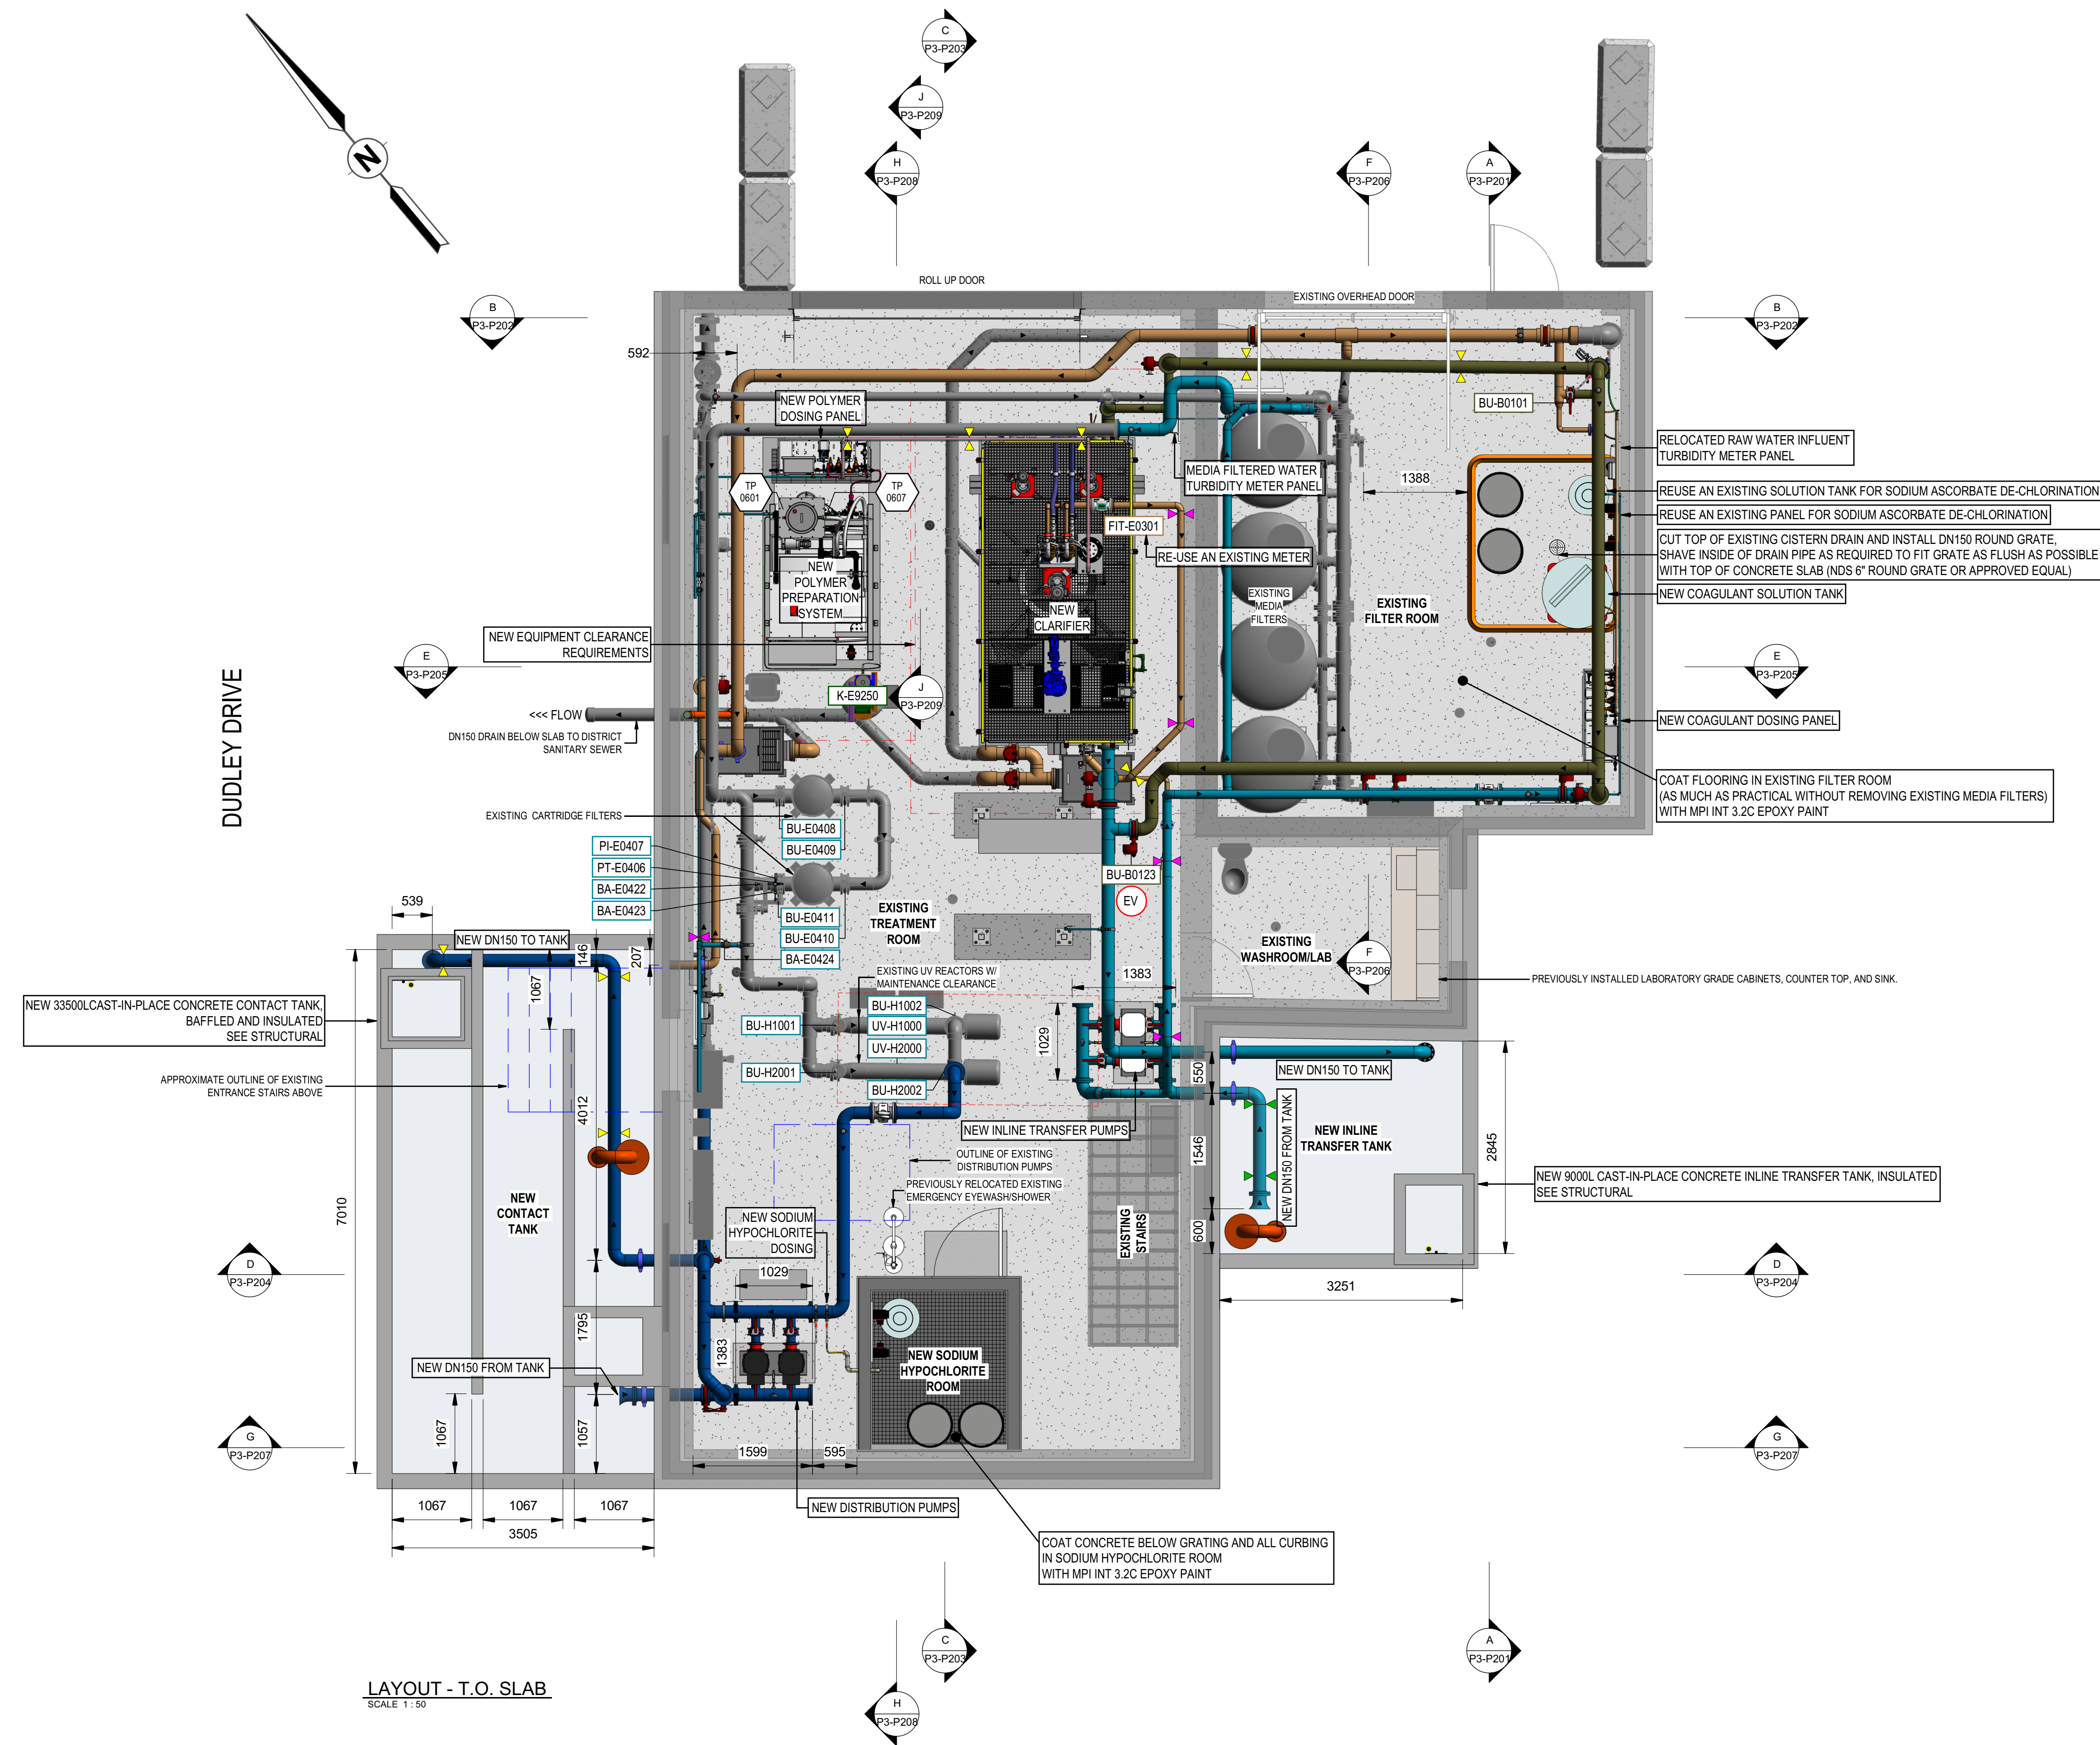 C
P3-P203
J
P3-P209
H
P3-P208
F
P3-P206
A
P3-P201
N
ROLL UP DOOR
EXISTING OVERHEAD DOOR
B
P3-P202
B
P3-P202
592
NEW POLYMER
DOSING PANEL
BU-B0101
RELOCATED RAW WATER INFLUENT
TURBIDITY METER PANEL
MEDIA FILTERED WATER
TURBIDITY METER PANEL
1388
TP
0601
TP
0607
REUSE AN EXISTING SOLUTION TANK FOR SODIUM ASCORBATE DE-CHLORINATION
REUSE AN EXISTING PANEL FOR SODIUM ASCORBATE DE-CHLORINATION
FIT-E0301
RE-USE AN EXISTING METER
CUT TOP OF EXISTING CISTERN DRAIN AND INSTALL DN150 ROUND GRATE,
SHAVE INSIDE OF DRAIN PIPE AS REQUIRED TO FIT GRATE AS FLUSH AS POSSIBLE
WITH TOP OF CONCRETE SLAB (NDS 6" ROUND GRATE OR APPROVED EQUAL)
NEW
POLYMER
PREPARATION
SYSTEM
NEW
CLARIFIER
EXISTING
MEDIA
FILTERS
EXISTING
FILTER ROOM
NEW COAGULANT SOLUTION TANK
NEW EQUIPMENT CLEARANCE
REQUIREMENTS
E
P3-P205
E
P3-P205
K-E9250
J
P3-P209
<<< FLOW
DN150 DRAIN BELOW SLAB TO DISTRICT
SANITARY SEWER
NEW COAGULANT DOSING PANEL
DUDLEY DRIVE
COAT FLOORING IN EXISTING FILTER ROOM
(AS MUCH AS PRACTICAL WITHOUT REMOVING EXISTING MEDIA FILTERS)
WITH MPI INT 3.2C EPOXY PAINT
EXISTING CARTRIDGE FILTERS
BU-E0408
BU-E0409
PI-E0407
PT-E0406
BA-E0422
BA-E0423
BU-E0411
BU-E0410
BA-E0424
BU-B0123
EV
EXISTING
TREATMENT
ROOM
EXISTING
WASHROOM/LAB
F
P3-P206
PREVIOUSLY INSTALLED LABORATORY GRADE CABINETS, COUNTER TOP, AND SINK.
539
NEW DN150 TO TANK
146
207
1067
NEW 33500LCAST-IN-PLACE CONCRETE CONTACT TANK,
BAFFLED AND INSULATED
SEE STRUCTURAL
EXISTING UV REACTORS W/
MAINTENANCE CLEARANCE
1383
BU-H1002
BU-H1001
UV-H1000
UV-H2000
BU-H2001
BU-H2002
1029
550
NEW DN150 TO TANK
APPROXIMATE OUTLINE OF EXISTING
ENTRANCE STAIRS ABOVE
4012
NEW INLINE TRANSFER PUMPS
1546
NEW DN150 FROM TANK
NEW INLINE
TRANSFER TANK
2845
OUTLINE OF EXISTING
DISTRIBUTION PUMPS
PREVIOUSLY RELOCATED EXISTING
EMERGENCY EYEWASH/SHOWER
NEW 9000L CAST-IN-PLACE CONCRETE INLINE TRANSFER TANK, INSULATED
SEE STRUCTURAL
7010
NEW
CONTACT
TANK
NEW SODIUM
HYPOCHLORITE
DOSING
EXISTING
STAIRS
600
D
P3-P204
D
P3-P204
1029
3251
1795
1383
NEW DN150 FROM TANK
NEW SODIUM
HYPOCHLORITE
ROOM
1067
1057
G
P3-P207
G
P3-P207
1599
595
1067
1067
1067
3505
NEW DISTRIBUTION PUMPS
COAT CONCRETE BELOW GRATING AND ALL CURBING
IN SODIUM HYPOCHLORITE ROOM
WITH MPI INT 3.2C EPOXY PAINT
C
P3-P203
A
P3-P201
H
P3-P208
LAYOUT - T.O. SLAB
SCALE 1 : 50